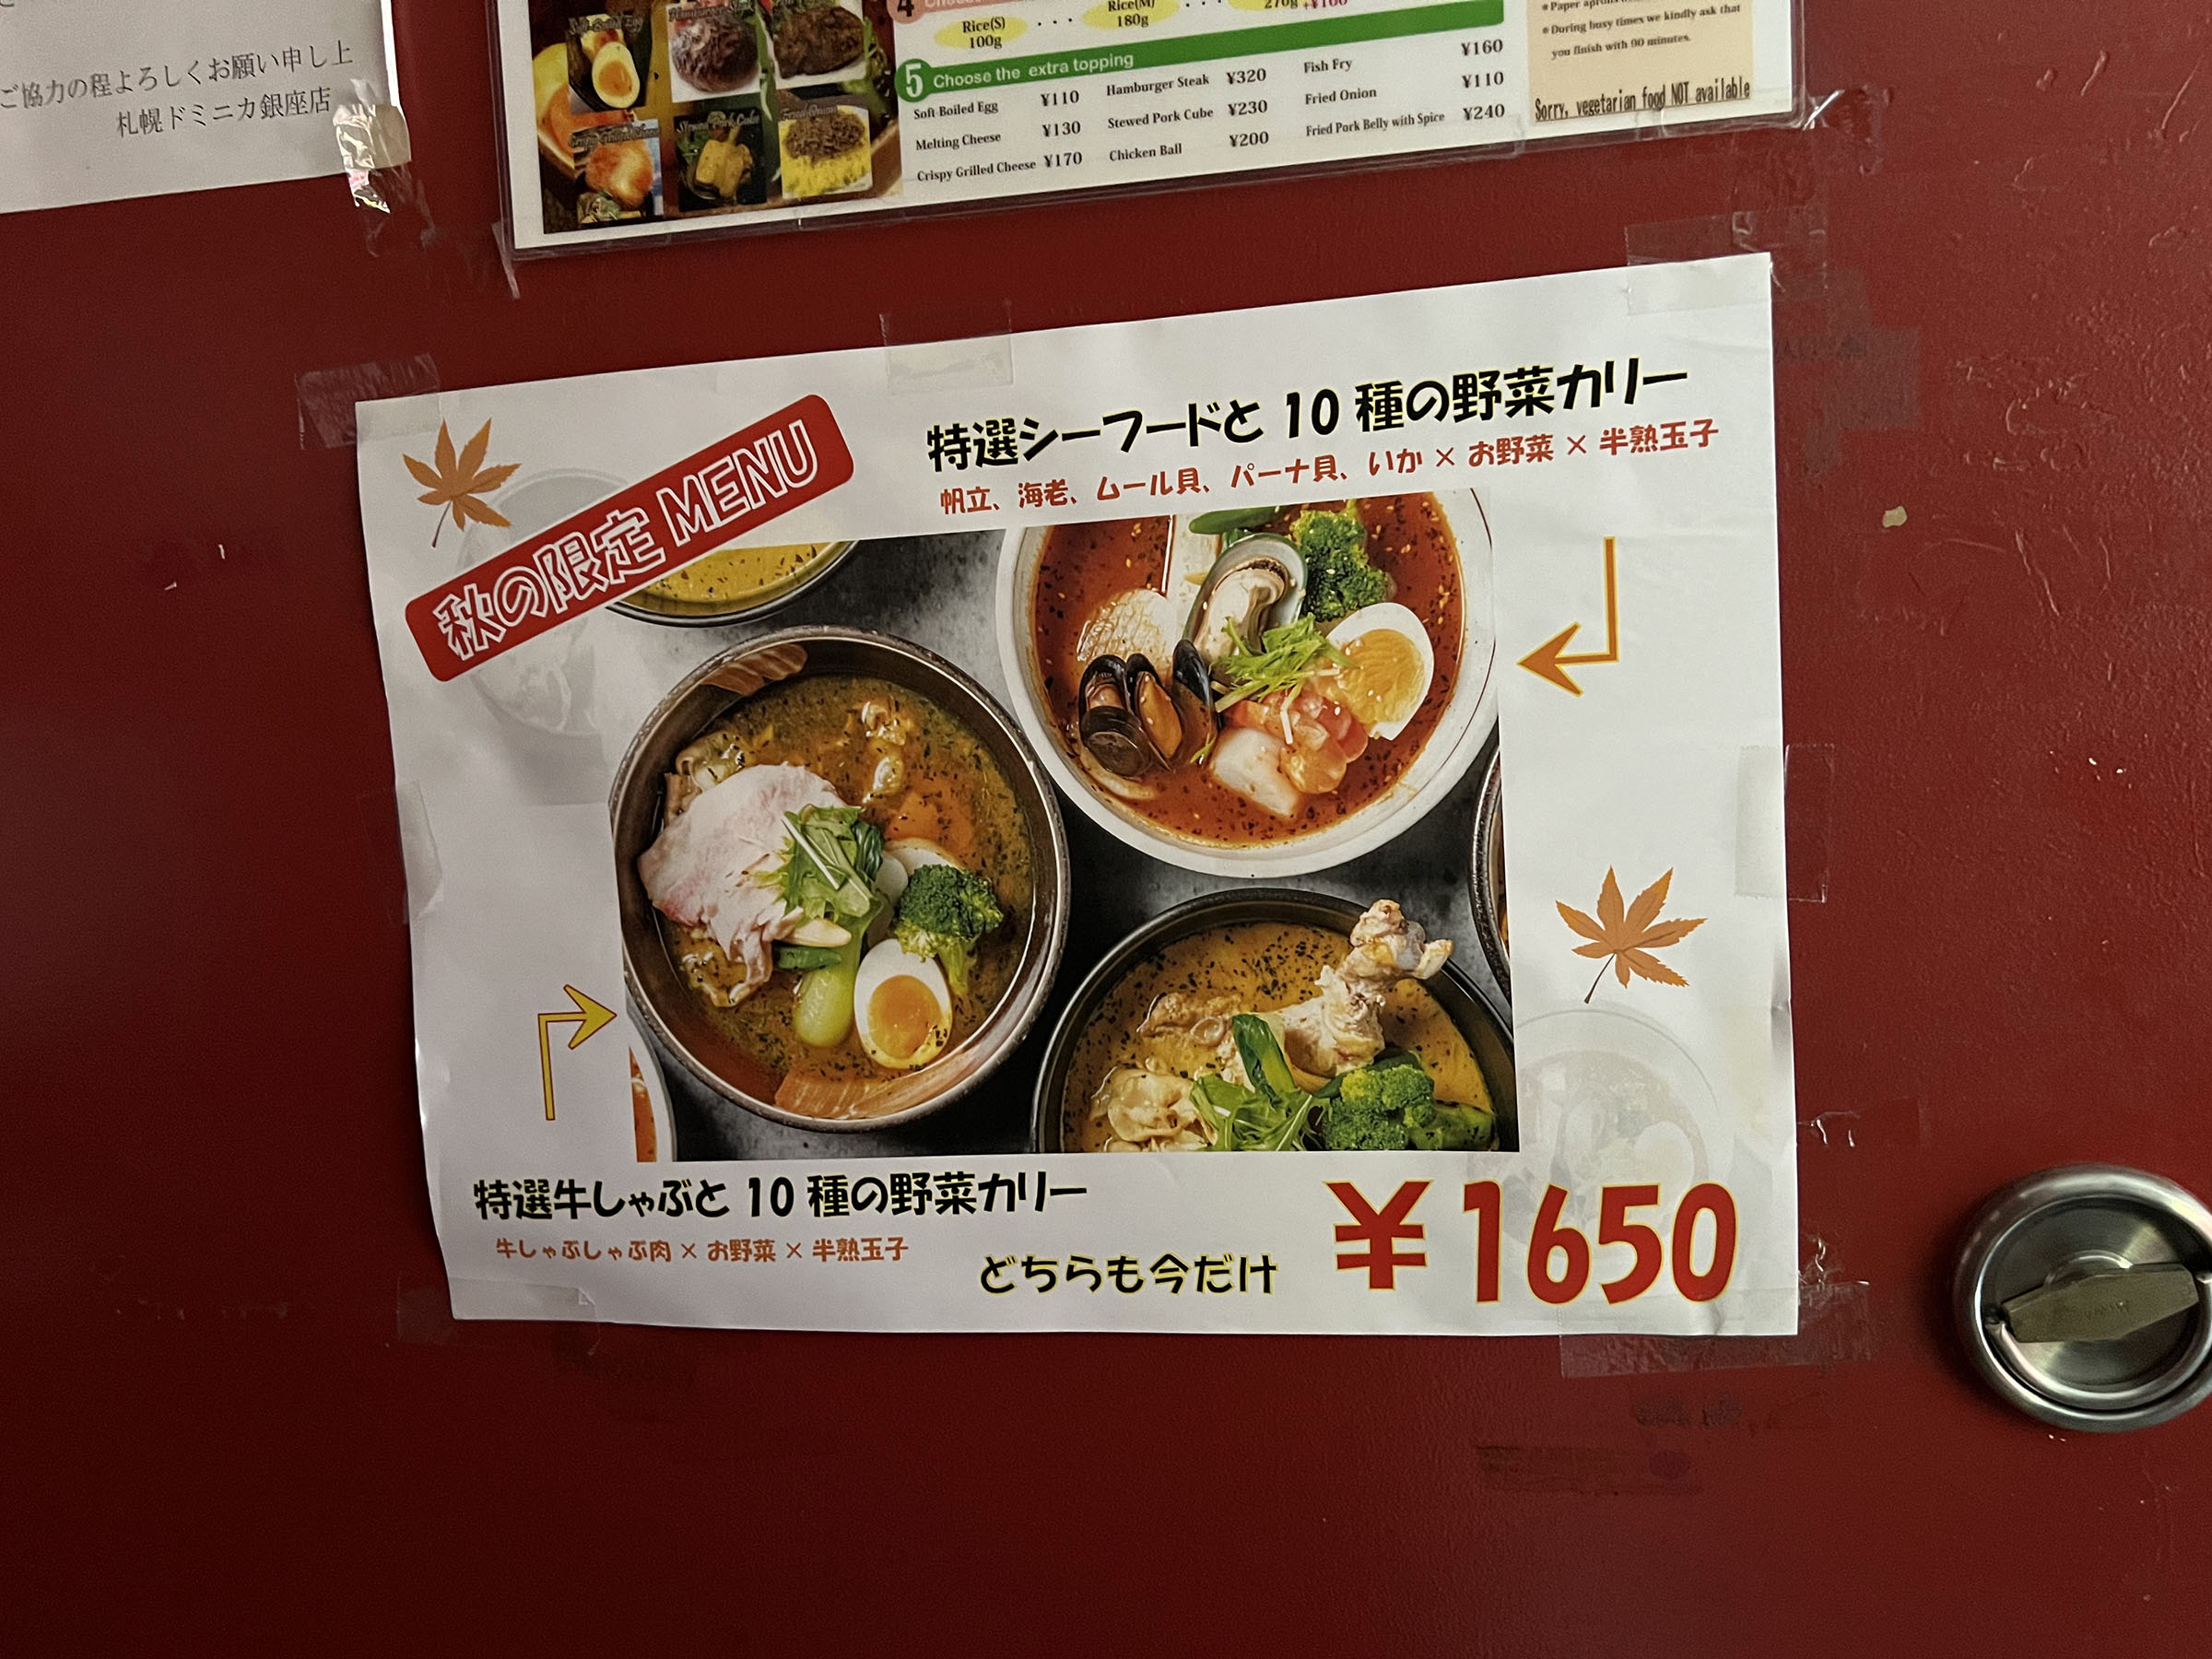 ご協力の程よろしくお願い申し上
札幌ドミニカ銀座店
4
Rice(S)
100g
Rice(M)
180g
270g +¥100
5 Choose the extra topping
Soft Boiled Egg ¥110
Melting Cheese ¥130
Crispy Grilled Cheese ¥170
Hamburger Steak ¥320
Stewed Pork Cube ¥230
Chicken Ball ¥200
Fish Fry ¥160
Fried Onion ¥110
Fried Pork Belly with Spice ¥240
During busy times we kindly ask that
you finish with 90 minutes.
Sorry, vegetarian food NOT available
秋の限定 MENU
特選シーフードと 10 種の野菜カリー
帆立、海老、ムール貝、パーナ貝、いか × お野菜 × 半熟玉子
特選牛しゃぶと 10 種の野菜カリー
牛しゃぶしゃぶ肉 × お野菜 × 半熟玉子
どちらも今だけ
¥1650